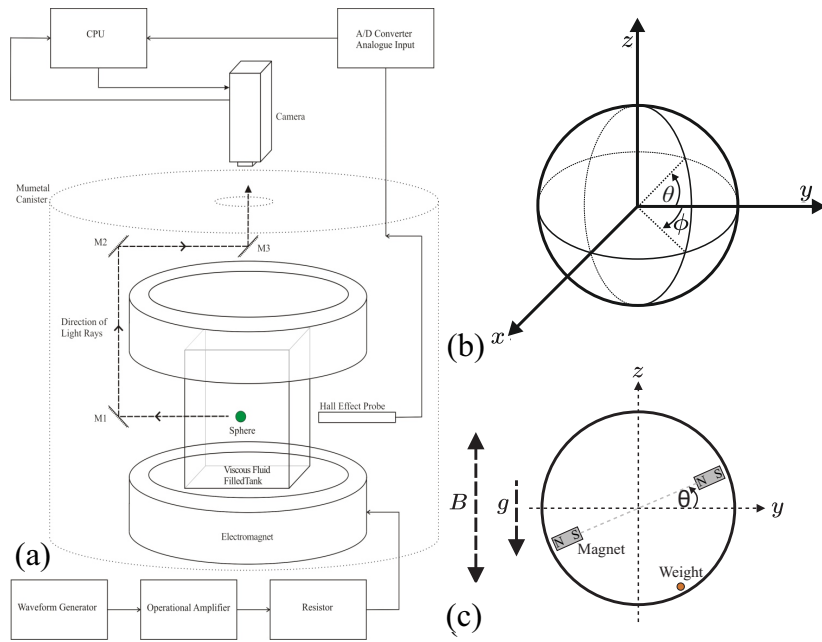 CPU
A/D Converter
Analogue Input
Camera
Mumetal
Canister
M2
M3
Direction of
Light Rays
M1
Hall Effect Probe
Sphere
Viscous Fluid
FilledTank
Electromagnet
(a)
Waveform Generator
Operational Amplifier
Resistor
z
y
θ
ϕ
x
(b)
z
B
g
N S
θ
y
N S
Magnet
Weight
(c)